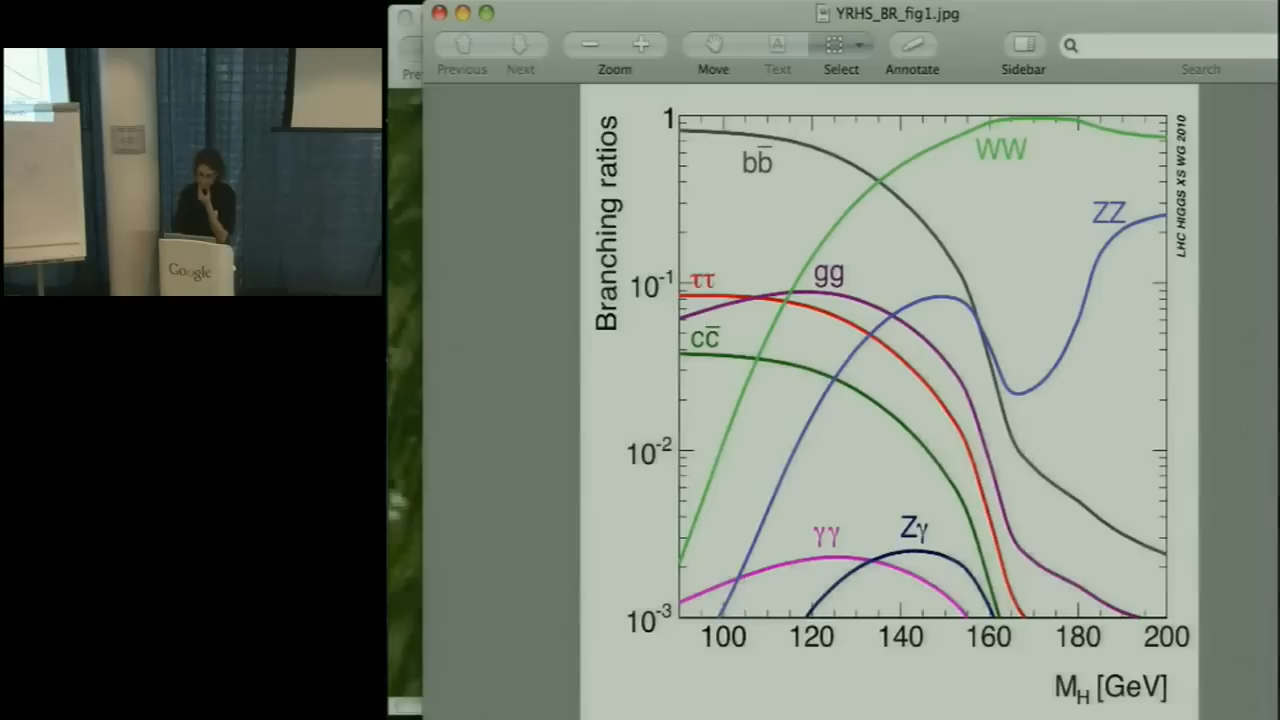 YRHS_BR_fig1.jpg
Previous Next Zoom Move Text Select Annotate Sidebar Search
Pre
Google
Branching ratios
1
10-1
10-2
10-3
bb̅
WW
ZZ
ττ
gg
cc̅
γγ
Zγ
100 120 140 160 180 200
MH [GeV]
LHC HIGGS XS WG 2010